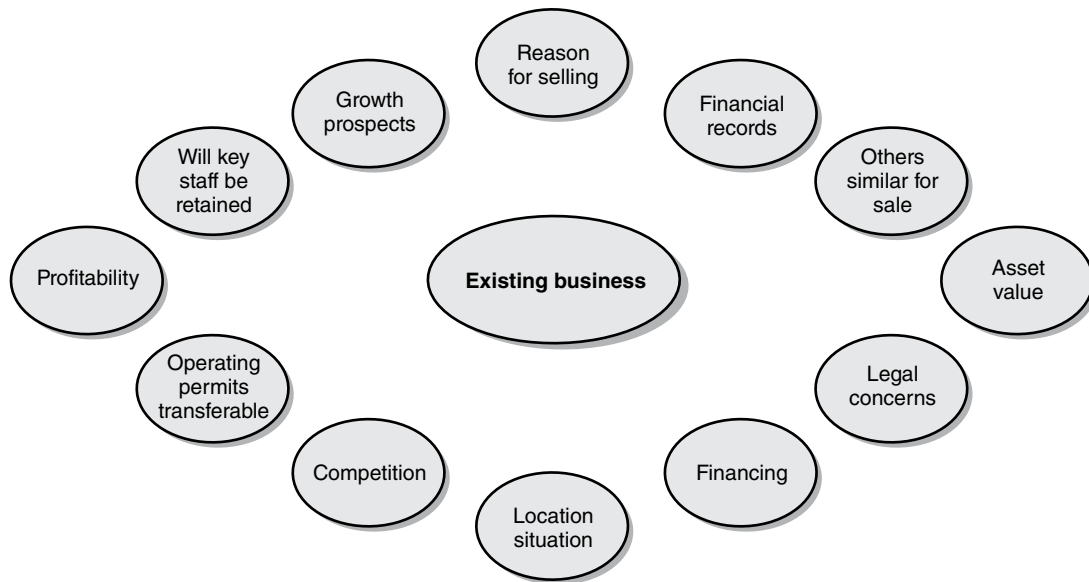 Reason
for selling
Growth
prospects
Financial
records
Will key
staff be
retained
Others
similar for
sale
Profitability
Existing business
Asset
value
Operating
permits
transferable
Legal
concerns
Competition
Financing
Location
situation